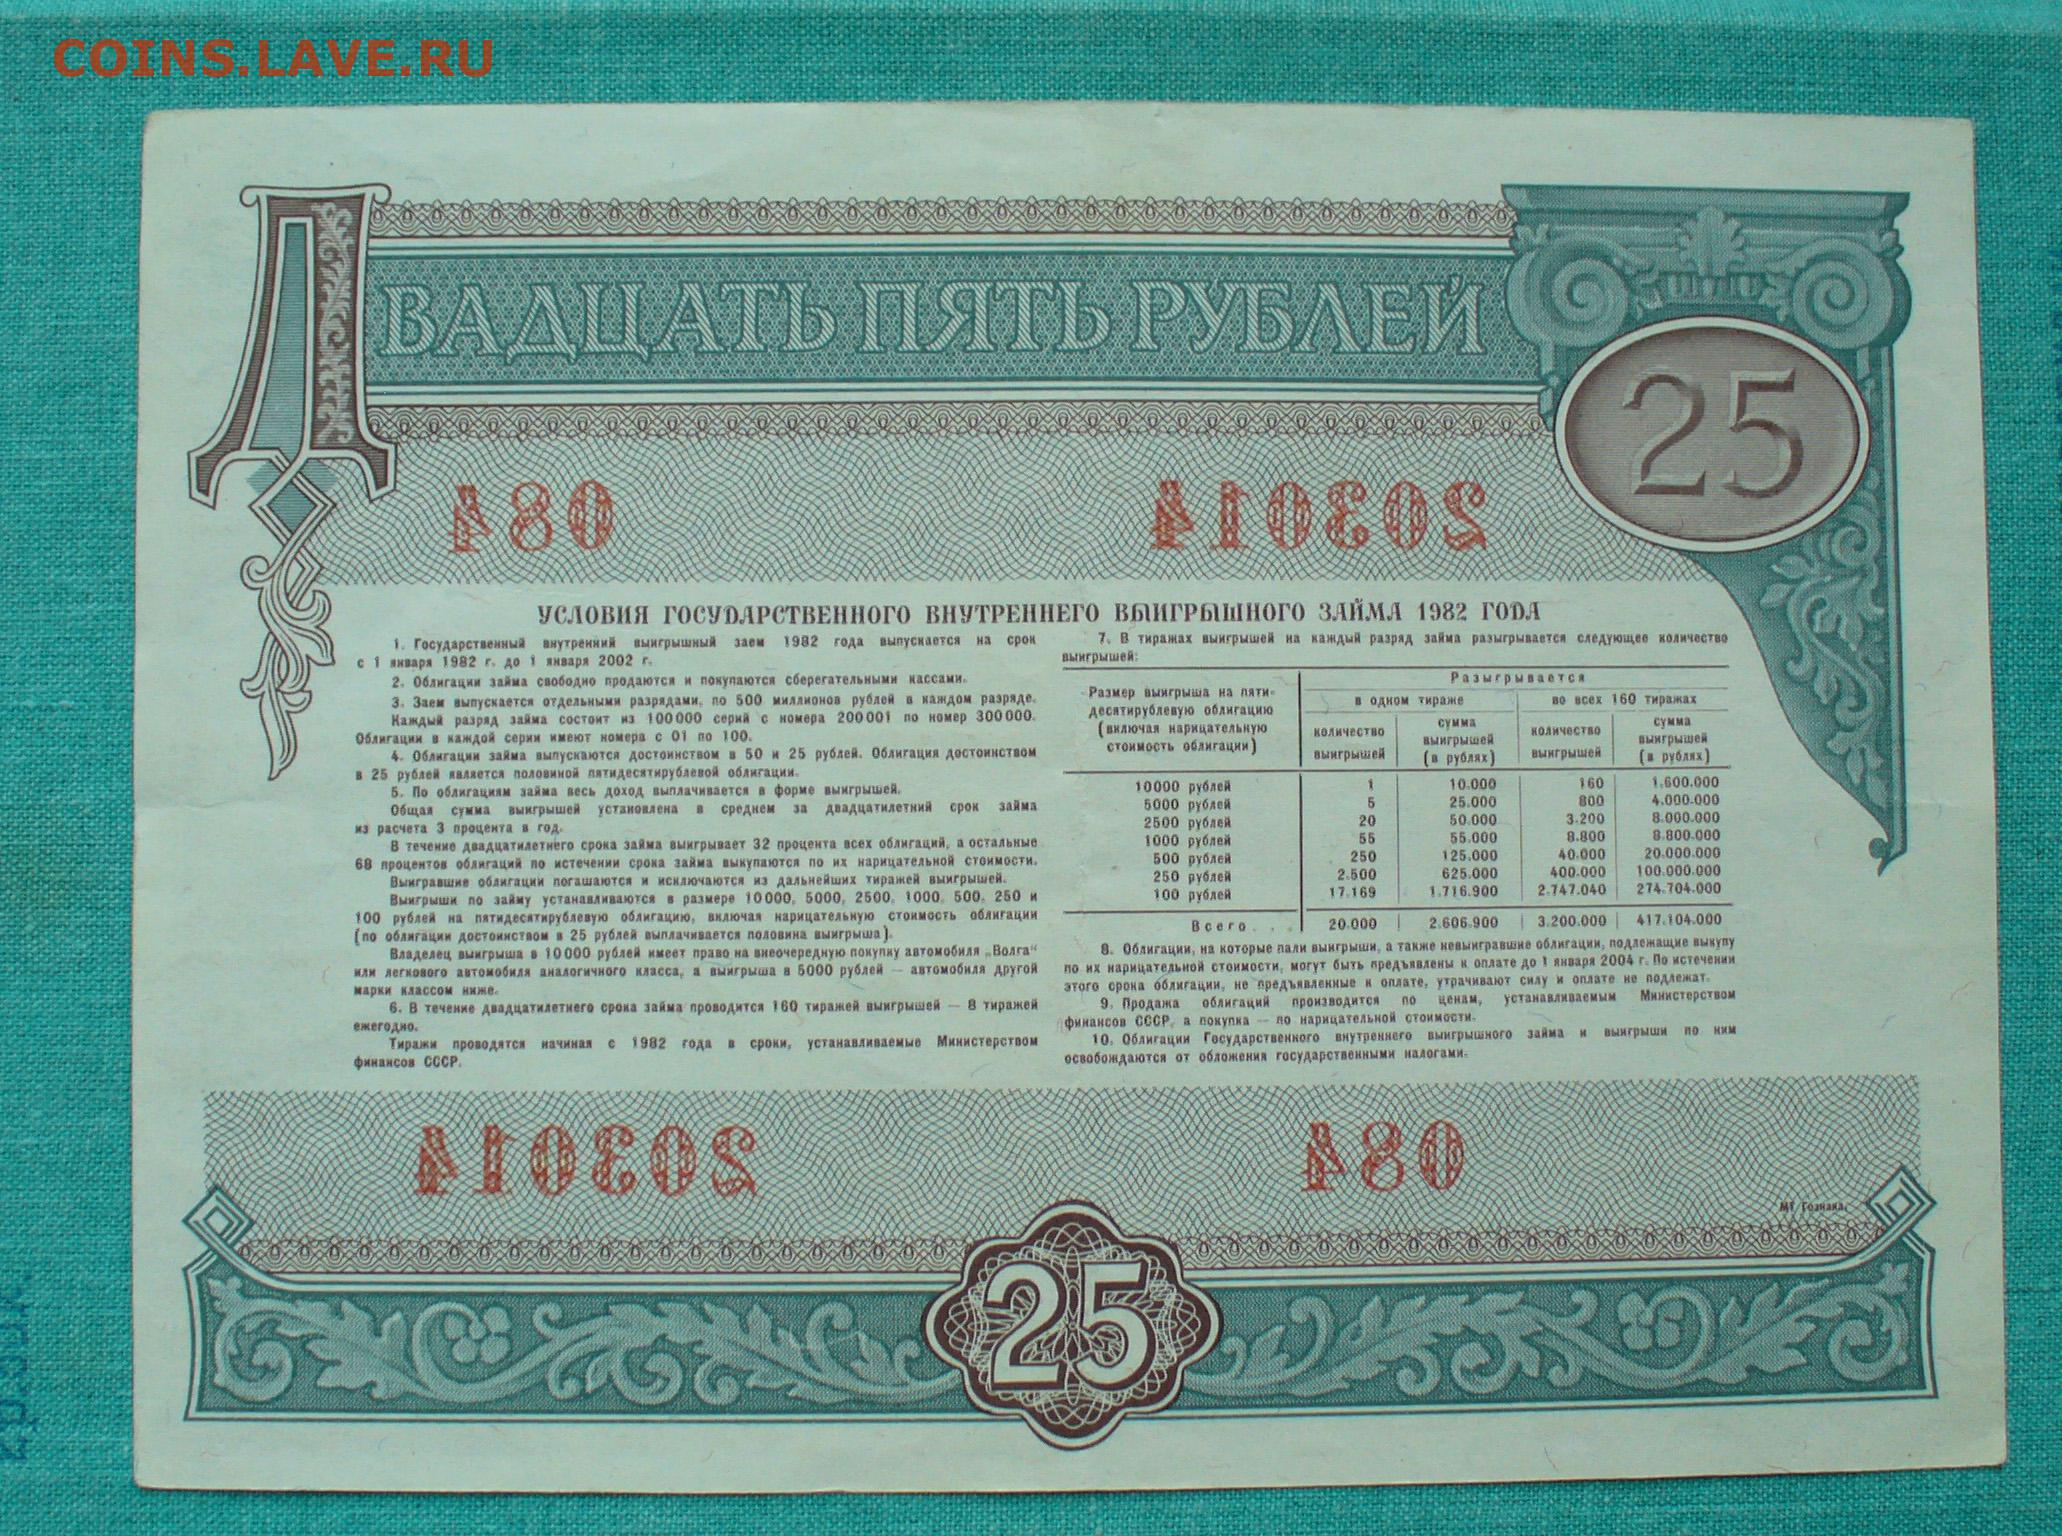 COINS.LAVE.RU
ДВАДЦАТЬ ПЯТЬ РУБЛЕЙ
25
084 203014
УСЛОВИЯ ГОСУДАРСТВЕННОГО ВНУТРЕННЕГО ВЫИГРЫШНОГО ЗАЙМА 1982 ГОДА
1. Государственный внутренний выигрышный заем 1982 года выпускается на срок
с 1 января 1982 г. до 1 января 2002 г.
2. Облигации займа свободно продаются и покупаются сберегательными кассами.
3. Заем выпускается отдельными разрядами, по 500 миллионов рублей в каждом разряде.
Каждый разряд займа состоит из 100000 серий с номера 200001 по номер 300000.
Облигации в каждой серии имеют номера с 01 по 100.
4. Облигации займа выпускаются достоинством в 50 и 25 рублей. Облигация достоинством
в 25 рублей является половиной пятидесятирублевой облигации.
5. По облигациям займа весь доход выплачивается в форме выигрышей.
Общая сумма выигрышей установлена в среднем за двадцатилетний срок займа
из расчета 3 процента в год.
В течение двадцатилетнего срока займа выигрывает 32 процента всех облигаций, а остальные
68 процентов облигаций по истечении срока займа выкупаются по их нарицательной стоимости.
Выигравшие облигации погашаются и исключаются из дальнейших тиражей выигрышей.
Выигрыши по займу устанавливаются в размере 10000, 5000, 2500, 1000, 500, 250 и
100 рублей на пятидесятирублевую облигацию, включая нарицательную стоимость облигации
(по облигации достоинством в 25 рублей выплачивается половина выигрыша).
Владелец выигрыша в 10000 рублей имеет право на внеочередную покупку автомобиля „Волга“
или легкового автомобиля аналогичного класса, а выигрыша в 5000 рублей — автомобиля другой
марки классом ниже.
6. В течение двадцатилетнего срока займа проводится 160 тиражей выигрышей — 8 тиражей
ежегодно.
Тиражи проводятся начиная с 1982 года в сроки, устанавливаемые Министерством
финансов СССР.
7. В тиражах выигрышей на каждый разряд займа разыгрывается следующее количество
выигрышей:
Размер выигрыша на пяти-
десятирублевую облигацию
(включая нарицательную
стоимость облигации)
Разыгрывается
в одном тираже во всех 160 тиражах
количество выигрышей сумма выигрышей (в рублях) количество выигрышей сумма выигрышей (в рублях)
10000 рублей 1 10.000 160 1.600.000
5000 рублей 5 25.000 800 4.000.000
2500 рублей 20 50.000 3.200 8.000.000
1000 рублей 55 55.000 8.800 8.800.000
500 рублей 250 125.000 40.000 20.000.000
250 рублей 2.500 625.000 400.000 100.000.000
100 рублей 17.169 1.716.900 2.747.040 274.704.000
Всего . . . 20.000 2.606.900 3.200.000 417.104.000
8. Облигации, на которые пали выигрыши, а также невыигравшие облигации, подлежащие выкупу
по их нарицательной стоимости, могут быть предъявлены к оплате до 1 января 2004 г. По истечении
этого срока облигации, не предъявленные к оплате, утрачивают силу и оплате не подлежат.
9. Продажа облигаций производится по ценам, устанавливаемым Министерством
финансов СССР, а покупка — по нарицательной стоимости.
10. Облигации Государственного внутреннего выигрышного займа и выигрыши по ним
освобождаются от обложения государственными налогами.
203014 084
МТ Гознака.
25